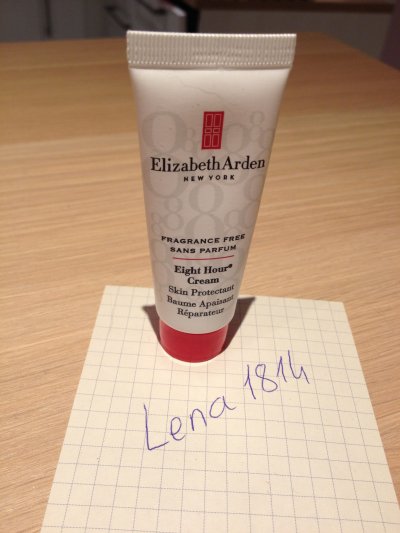 Elizabeth Arden
NEW YORK
FRAGRANCE FREE
SANS PARFUM
Eight Hour®
Cream
Skin Protectant
Baume Apaisant
Réparateur
Lena 1814